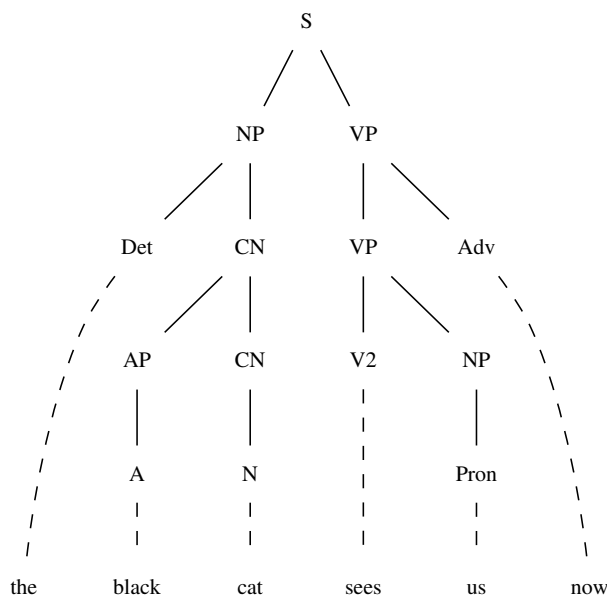 S
NP VP
Det CN VP Adv
AP CN V2 NP
A N Pron
the black cat sees us now